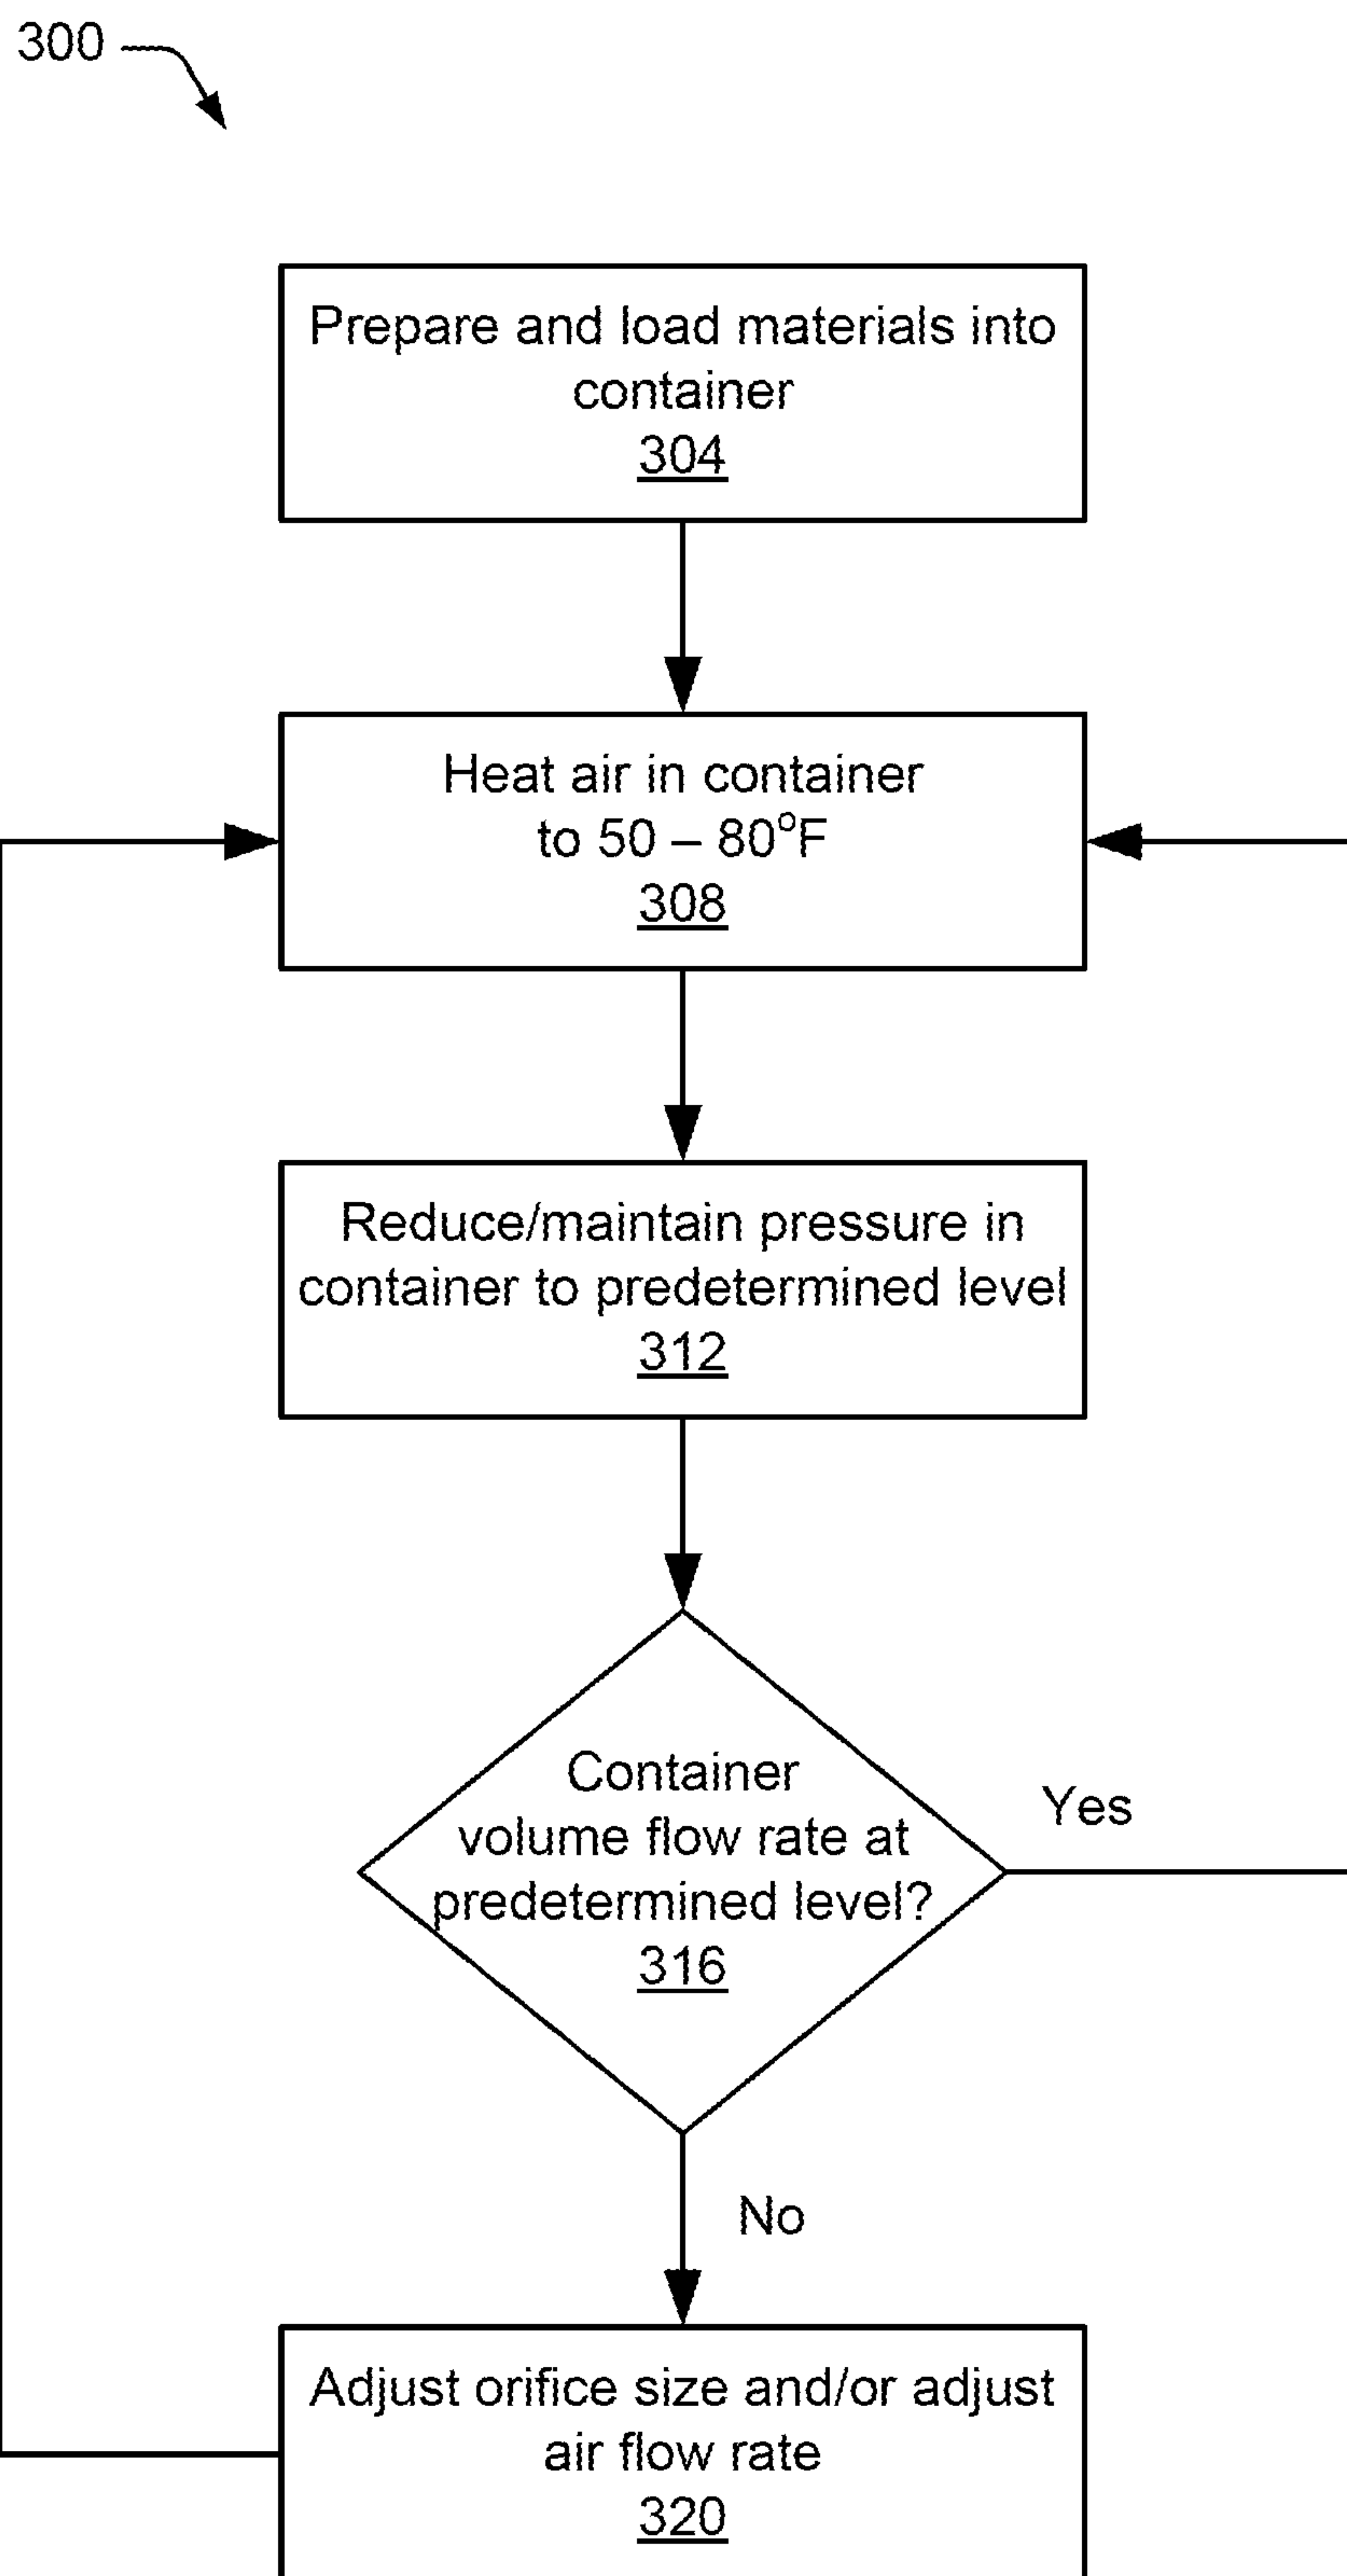 300
Prepare and load materials into
container
304
Heat air in container
to 50 – 80°F
308
Reduce/maintain pressure in
container to predetermined level
312
Container
volume flow rate at
predetermined level?
316
Yes
No
Adjust orifice size and/or adjust
air flow rate
320